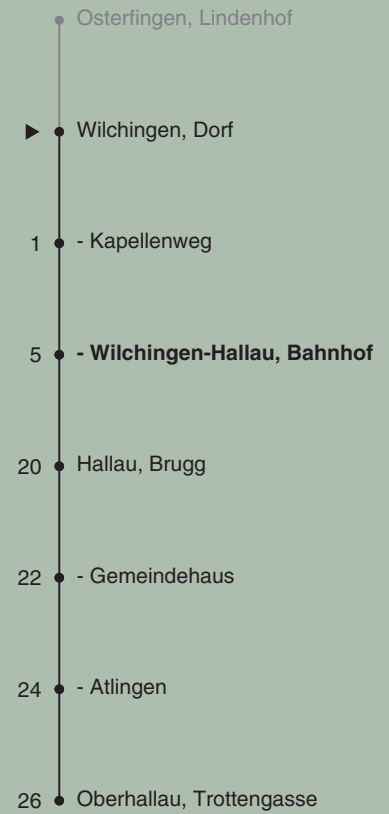 Osterfingen, Lindenhof
Wilchingen, Dorf
1 - Kapellenweg
5 - Wilchingen-Hallau, Bahnhof
20 Hallau, Brugg
22 - Gemeindehaus
24 - Atlingen
26 Oberhallau, Trottengasse